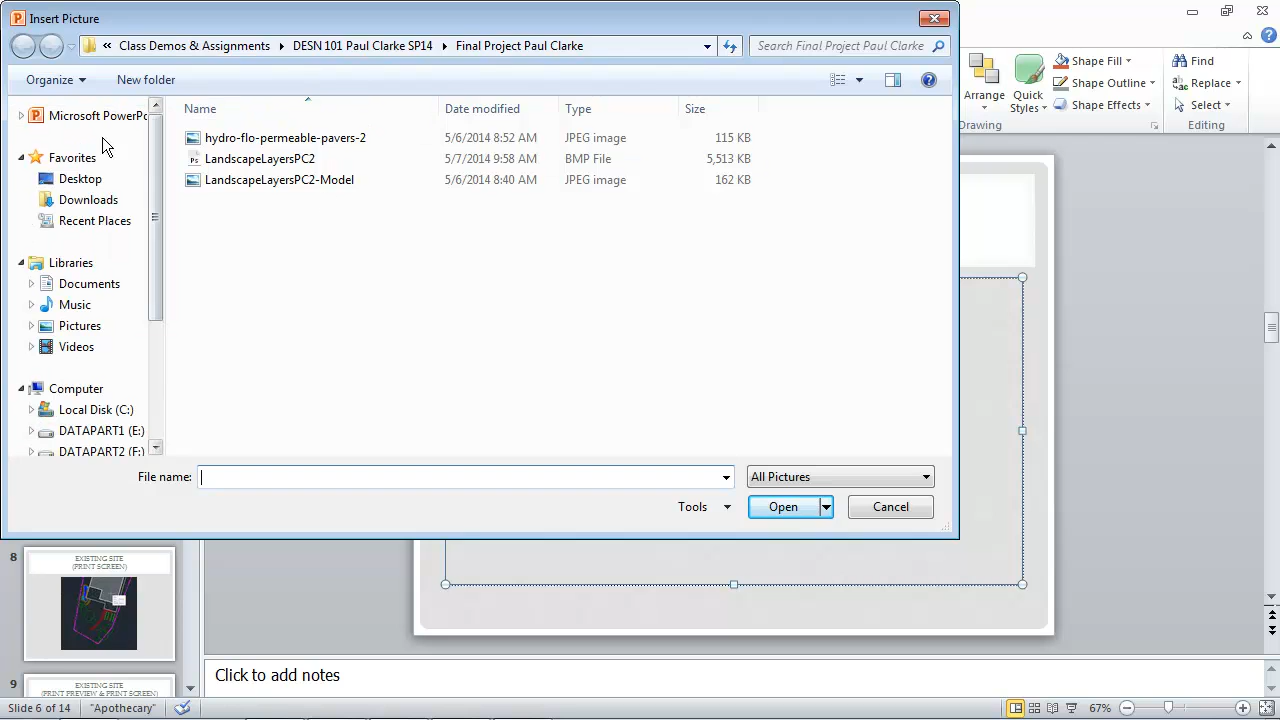 Insert Picture
« Class Demos & Assignments DESN 101 Paul Clarke SP14 Final Project Paul Clarke
Search Final Project Paul Clarke
Organize New folder
Microsoft PowerPo
Favorites
Desktop
Downloads
Recent Places
Libraries
Documents
Music
Pictures
Videos
Computer
Local Disk (C:)
DATAPART1 (E:)
DATAPART2 (F:)
Name Date modified Type Size
hydro-flo-permeable-pavers-2 5/6/2014 8:52 AM JPEG image 115 KB
LandscapeLayersPC2 5/7/2014 9:58 AM BMP File 5,513 KB
LandscapeLayersPC2-Model 5/6/2014 8:40 AM JPEG image 162 KB
File name:
All Pictures
Tools Open Cancel
Arrange
Quick
Styles
Shape Fill
Shape Outline
Shape Effects
Drawing
Find
Replace
Select
Editing
8
EXISTING SITE
(PRINT SCREEN)
9
EXISTING SITE
(PRINT PREVIEW & PRINT SCREEN)
Click to add notes
Slide 6 of 14 "Apothecary" 67%